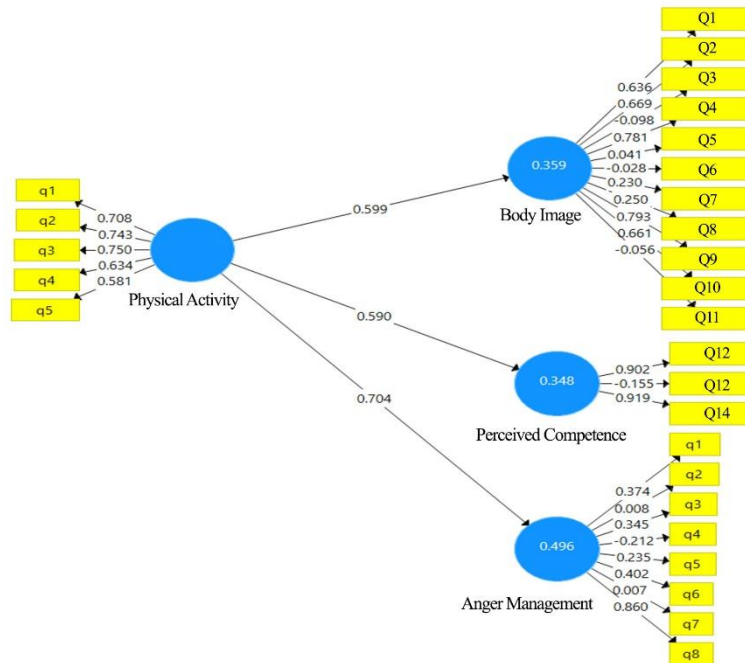 q1
q2
q3
q4
q5
0.708
0.743
0.750
0.634
0.581
Physical Activity
0.599
0.590
0.704
0.359
Body Image
0.636
0.669
-0.098
0.781
0.041
-0.028
0.230
0.250
0.793
0.661
-0.056
Q1
Q2
Q3
Q4
Q5
Q6
Q7
Q8
Q9
Q10
Q11
0.348
Perceived Competence
0.902
-0.155
0.919
Q12
Q12
Q14
0.496
Anger Management
0.374
0.008
0.345
-0.212
0.235
0.402
0.007
0.860
q1
q2
q3
q4
q5
q6
q7
q8